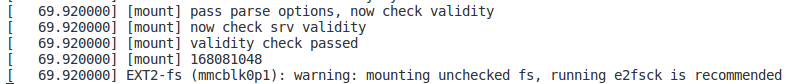 [   69.920000] [mount] pass parse options, now check validity
[   69.920000] [mount] now check srv validity
[   69.920000] [mount] validity check passed
[   69.920000] [mount] 168081048
[   69.920000] EXT2-fs (mmcblk0p1): warning: mounting unchecked fs, running e2fsck is recommended